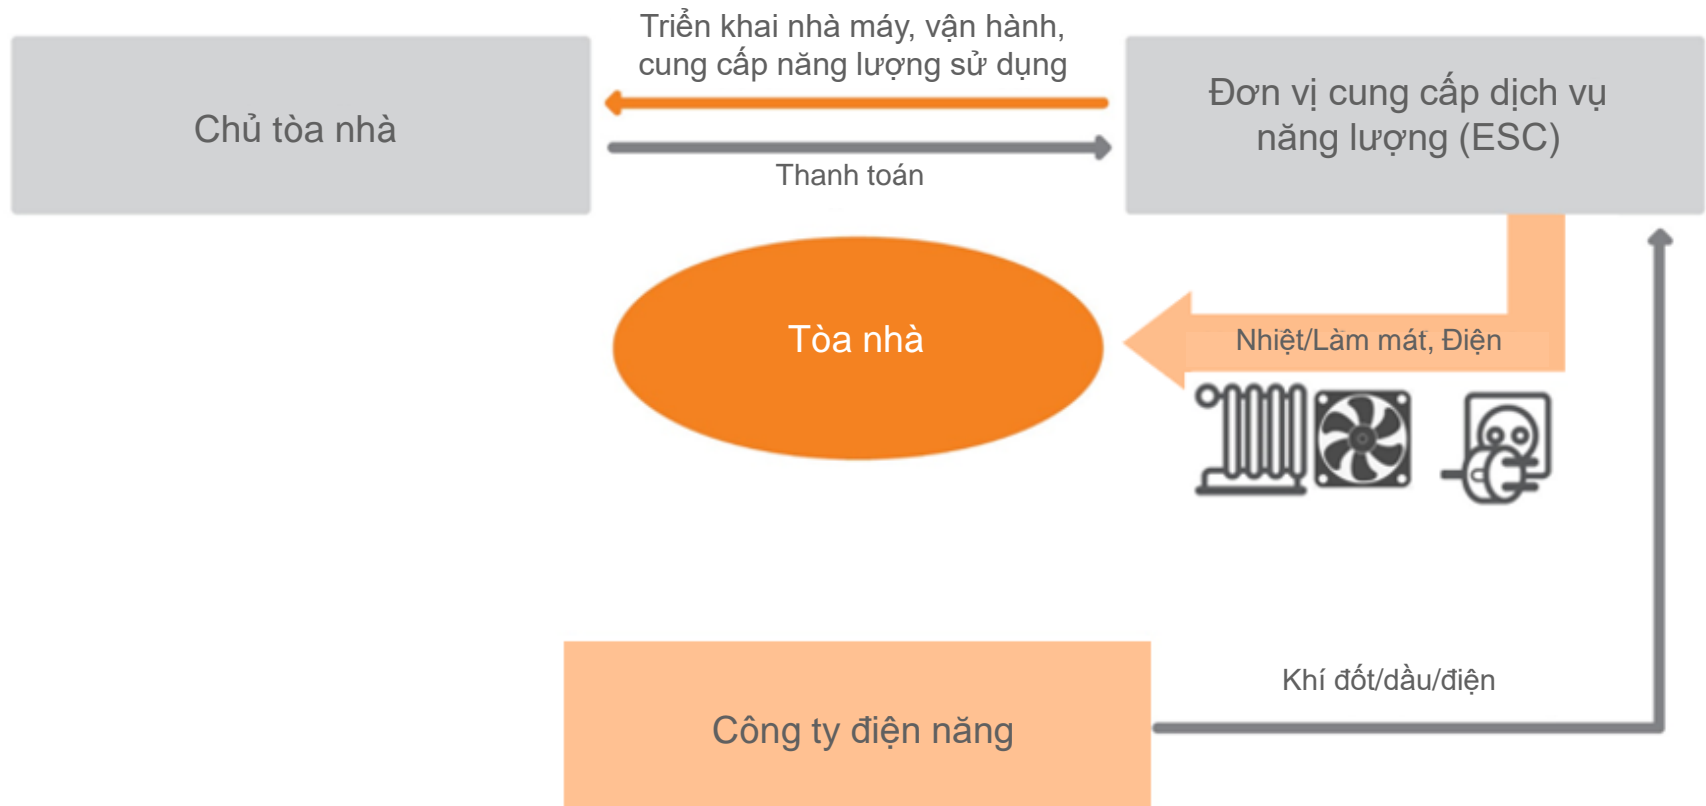 Triển khai nhà máy, vận hành,
cung cấp năng lượng sử dụng
Chủ tòa nhà
Đơn vị cung cấp dịch vụ
năng lượng (ESC)
Thanh toán
Tòa nhà
Nhiệt/Làm mát, Điện
Khí đốt/dầu/điện
Công ty điện năng